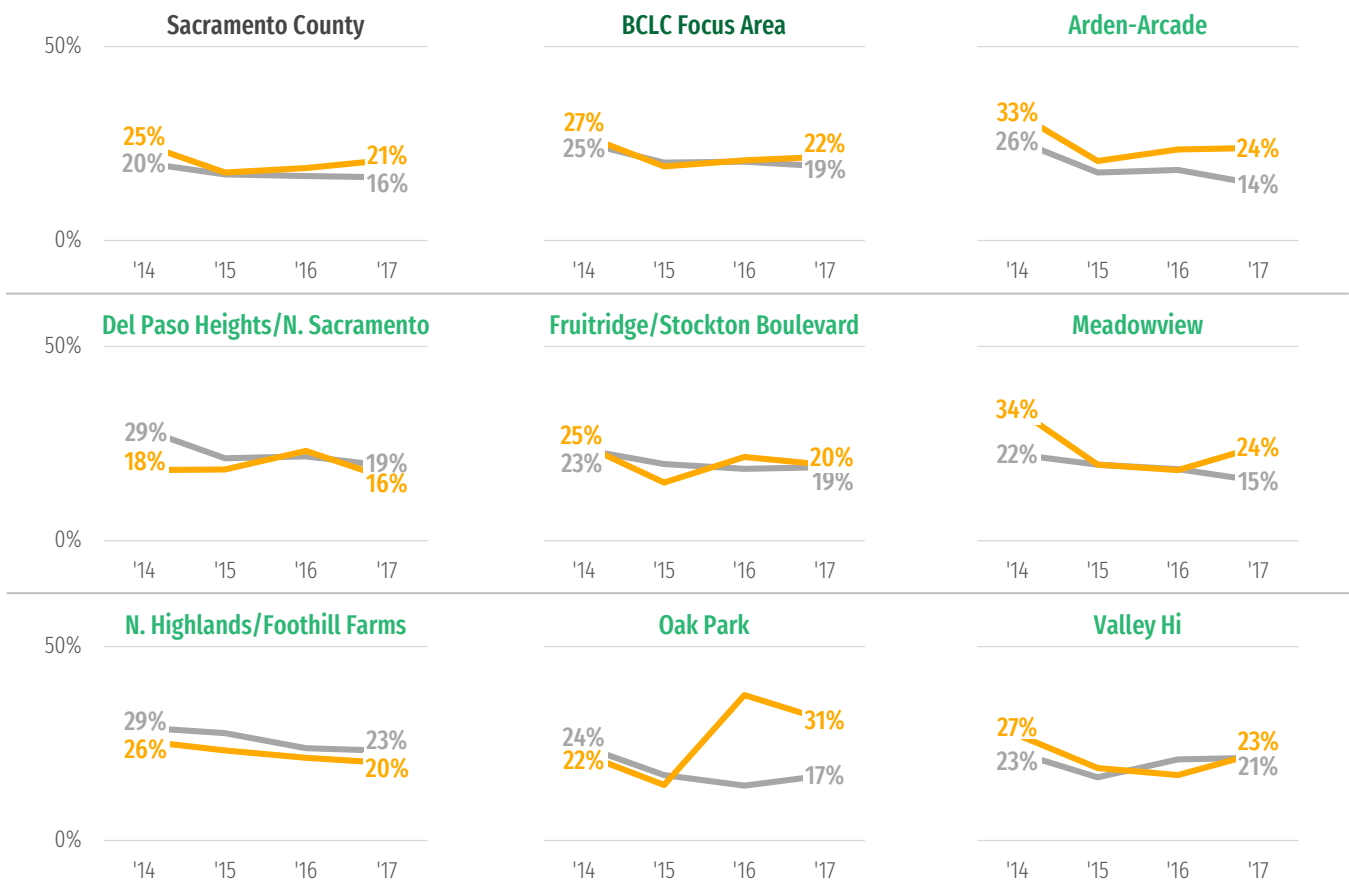 Sacramento County
BCLC Focus Area
Arden-Arcade
50%
25%
20%
21%
16%
27%
25%
22%
19%
33%
26%
24%
14%
0%
'14 '15 '16 '17
'14 '15 '16 '17
'14 '15 '16 '17
Del Paso Heights/N. Sacramento
Fruitridge/Stockton Boulevard
Meadowview
50%
29%
18%
19%
16%
25%
23%
20%
19%
34%
22%
24%
15%
0%
'14 '15 '16 '17
'14 '15 '16 '17
'14 '15 '16 '17
N. Highlands/Foothill Farms
Oak Park
Valley Hi
50%
29%
26%
23%
20%
24%
22%
31%
17%
27%
23%
23%
21%
0%
'14 '15 '16 '17
'14 '15 '16 '17
'14 '15 '16 '17